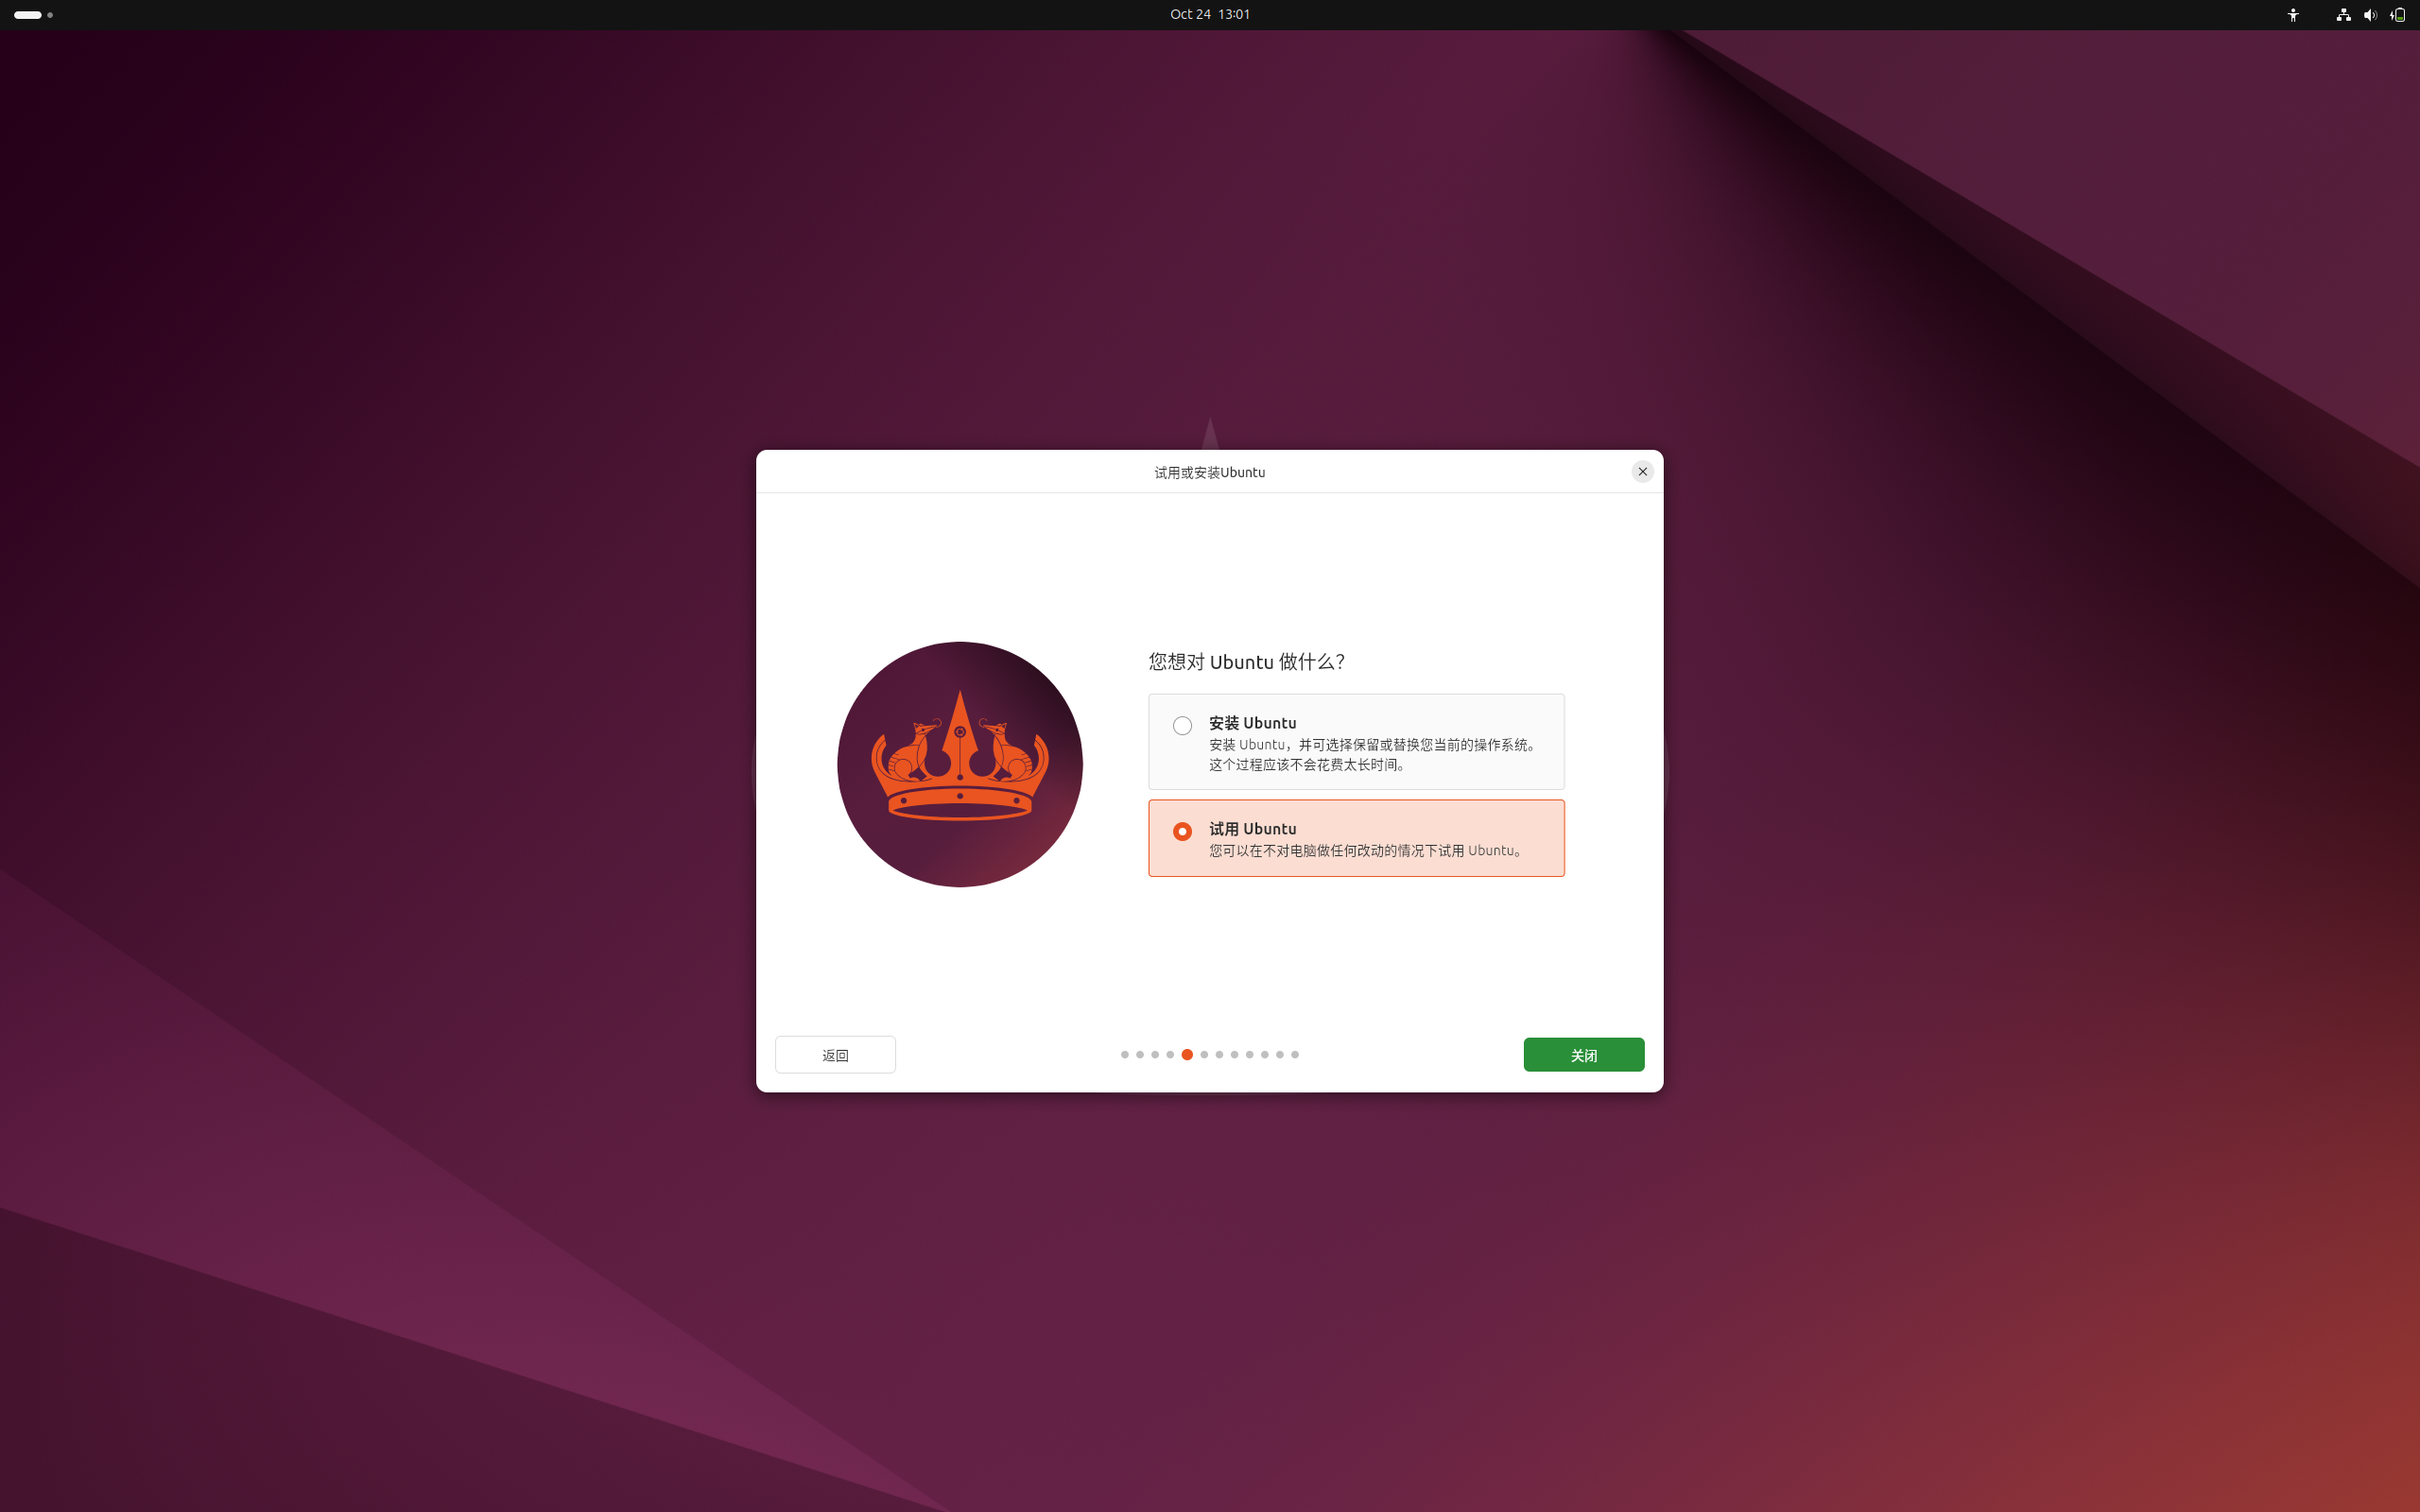 Oct 24 13:01
试用或安装Ubuntu
您想对 Ubuntu 做什么?
安装 Ubuntu
安装 Ubuntu，并可选择保留或替换您当前的操作系统。
这个过程应该不会花费太长时间。
试用 Ubuntu
您可以在不对电脑做任何改动的情况下试用 Ubuntu。
返回
关闭